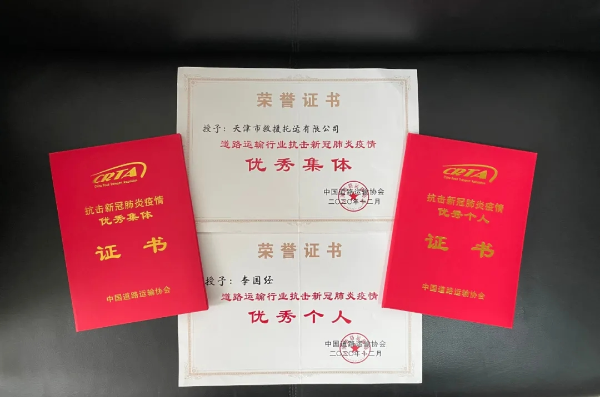 荣誉证书
授予：天津市救援托运有限公司
道路运输行业抗击新冠肺炎疫情
优秀集体
中国道路运输协会
二〇二〇年十二月
CRTA
抗击新冠肺炎疫情
优秀集体
证书
中国道路运输协会
荣誉证书
授予：李国经
道路运输行业抗击新冠肺炎疫情
优秀个人
中国道路运输协会
二〇二〇年十二月
CRTA
抗击新冠肺炎疫情
优秀个人
证书
中国道路运输协会